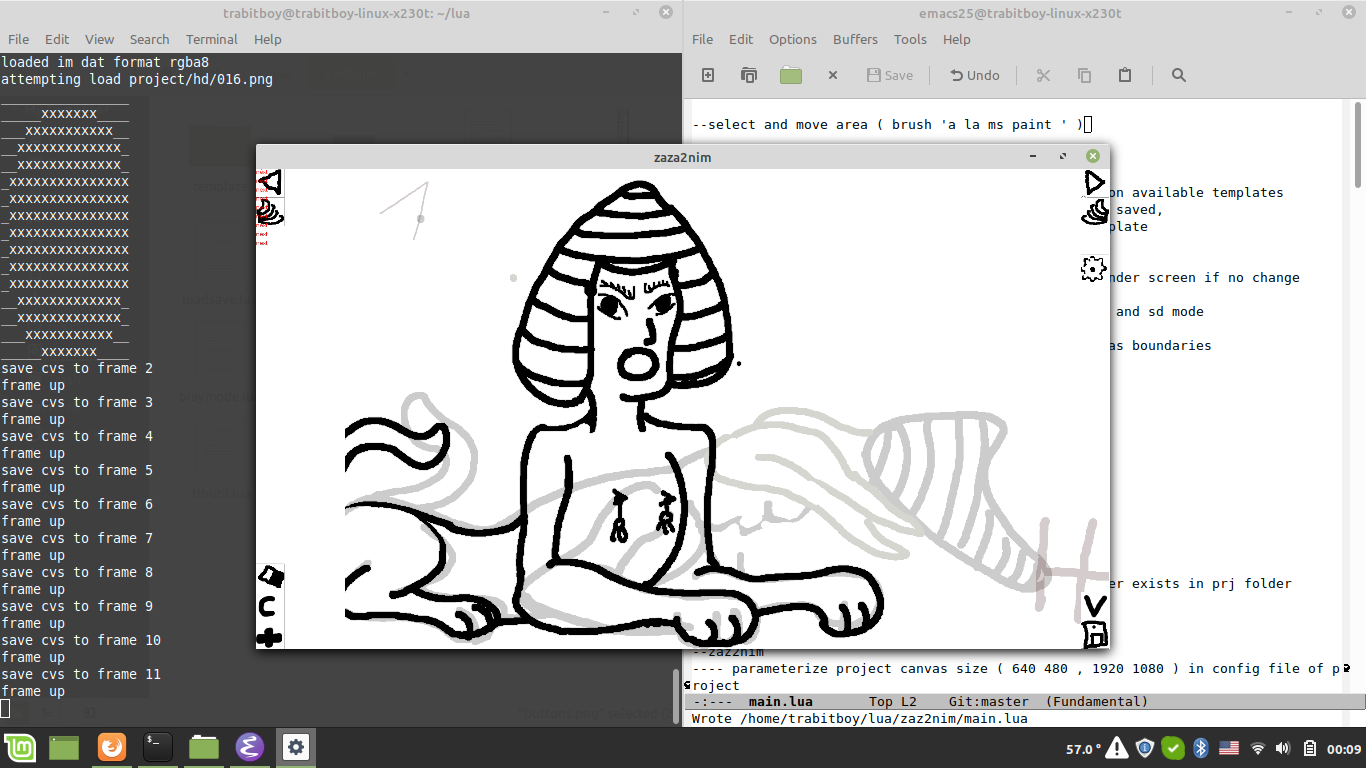 trabitboy@trabitboy-linux-x230t: ~/lua
File Edit View Search Terminal Help
loaded im dat format rgba8
attempting load project/hd/016.png
________________
_____xxxxxxx____
___xxxxxxxxxxx__
__xxxxxxxxxxxxx_
__xxxxxxxxxxxxx_
_xxxxxxxxxxxxxxx
_xxxxxxxxxxxxxxx
_xxxxxxxxxxxxxxx
_xxxxxxxxxxxxxxx
_xxxxxxxxxxxxxxx
_xxxxxxxxxxxxxxx
_xxxxxxxxxxxxxxx
__xxxxxxxxxxxxx_
__xxxxxxxxxxxxx_
___xxxxxxxxxxx__
_____xxxxxxx____
save cvs to frame 2
frame up
save cvs to frame 3
frame up
save cvs to frame 4
frame up
save cvs to frame 5
frame up
save cvs to frame 6
frame up
save cvs to frame 7
frame up
save cvs to frame 8
frame up
save cvs to frame 9
frame up
save cvs to frame 10
frame up
save cvs to frame 11
frame up
emacs25@trabitboy-linux-x230t
File Edit Options Buffers Tools Help
Save Undo
--select and move area ( brush 'a la ms paint ' )
on available templates
saved,
plate
nder screen if no change
and sd mode
as boundaries
er exists in prj folder
--zaz2nim
---- parameterize project canvas size ( 640 480 , 1920 1080 ) in config file of p
roject
-:--- main.lua Top L2 Git:master (Fundamental)
Wrote /home/trabitboy/lua/zaz2nim/main.lua
zaza2nim
C
H
57.0 °
00:09